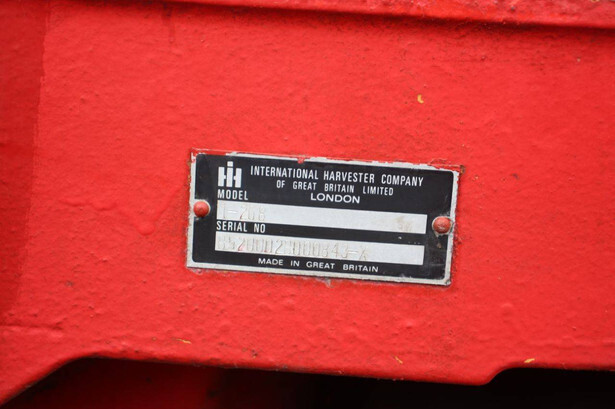 IH
INTERNATIONAL HARVESTER COMPANY
OF GREAT BRITAIN LIMITED
LONDON
MODEL
SERIAL NO
MADE IN GREAT BRITAIN